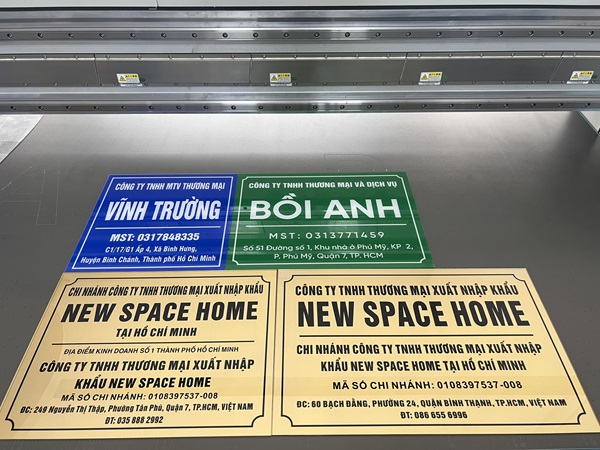 CÔNG TY TNHH MTV THƯƠNG MẠI
VĨNH TRƯỜNG
MST: 0317848335
C1/17/G1 Ấp 4, Xã Bình Hưng,
Huyện Bình Chánh, Thành phố Hồ Chí Minh
CÔNG TY TNHH THƯƠNG MẠI VÀ DỊCH VỤ
BỒI ANH
MST: 0313771459
Số 51 Đường số 1, Khu nhà ở Phú Mỹ, KP 2,
P. Phú Mỹ, Quận 7, TP. HCM
CHI NHÁNH CÔNG TY TNHH THƯƠNG MẠI XUẤT NHẬP KHẨU
NEW SPACE HOME
TẠI HỒ CHÍ MINH
ĐỊA ĐIỂM KINH DOANH SỐ 1 THÀNH PHỐ HỒ CHÍ MINH
CÔNG TY TNHH THƯƠNG MẠI XUẤT NHẬP
KHẨU NEW SPACE HOME
MÃ SỐ CHI NHÁNH: 0108397537-008
ĐC: 249 Nguyễn Thị Thập, Phường Tân Phú, Quận 7, TP.HCM, VIỆT NAM
ĐT: 035 888 2992
CÔNG TY TNHH THƯƠNG MẠI XUẤT NHẬP KHẨU
NEW SPACE HOME
CHI NHÁNH CÔNG TY TNHH THƯƠNG MẠI XUẤT NHẬP
KHẨU NEW SPACE HOME TẠI HỒ CHÍ MINH
MÃ SỐ CHI NHÁNH: 0108397537-008
ĐC: 60 BẠCH ĐẰNG, PHƯỜNG 24, QUẬN BÌNH THẠNH, TP.HCM, VIỆT NAM
ĐT: 086 655 6996